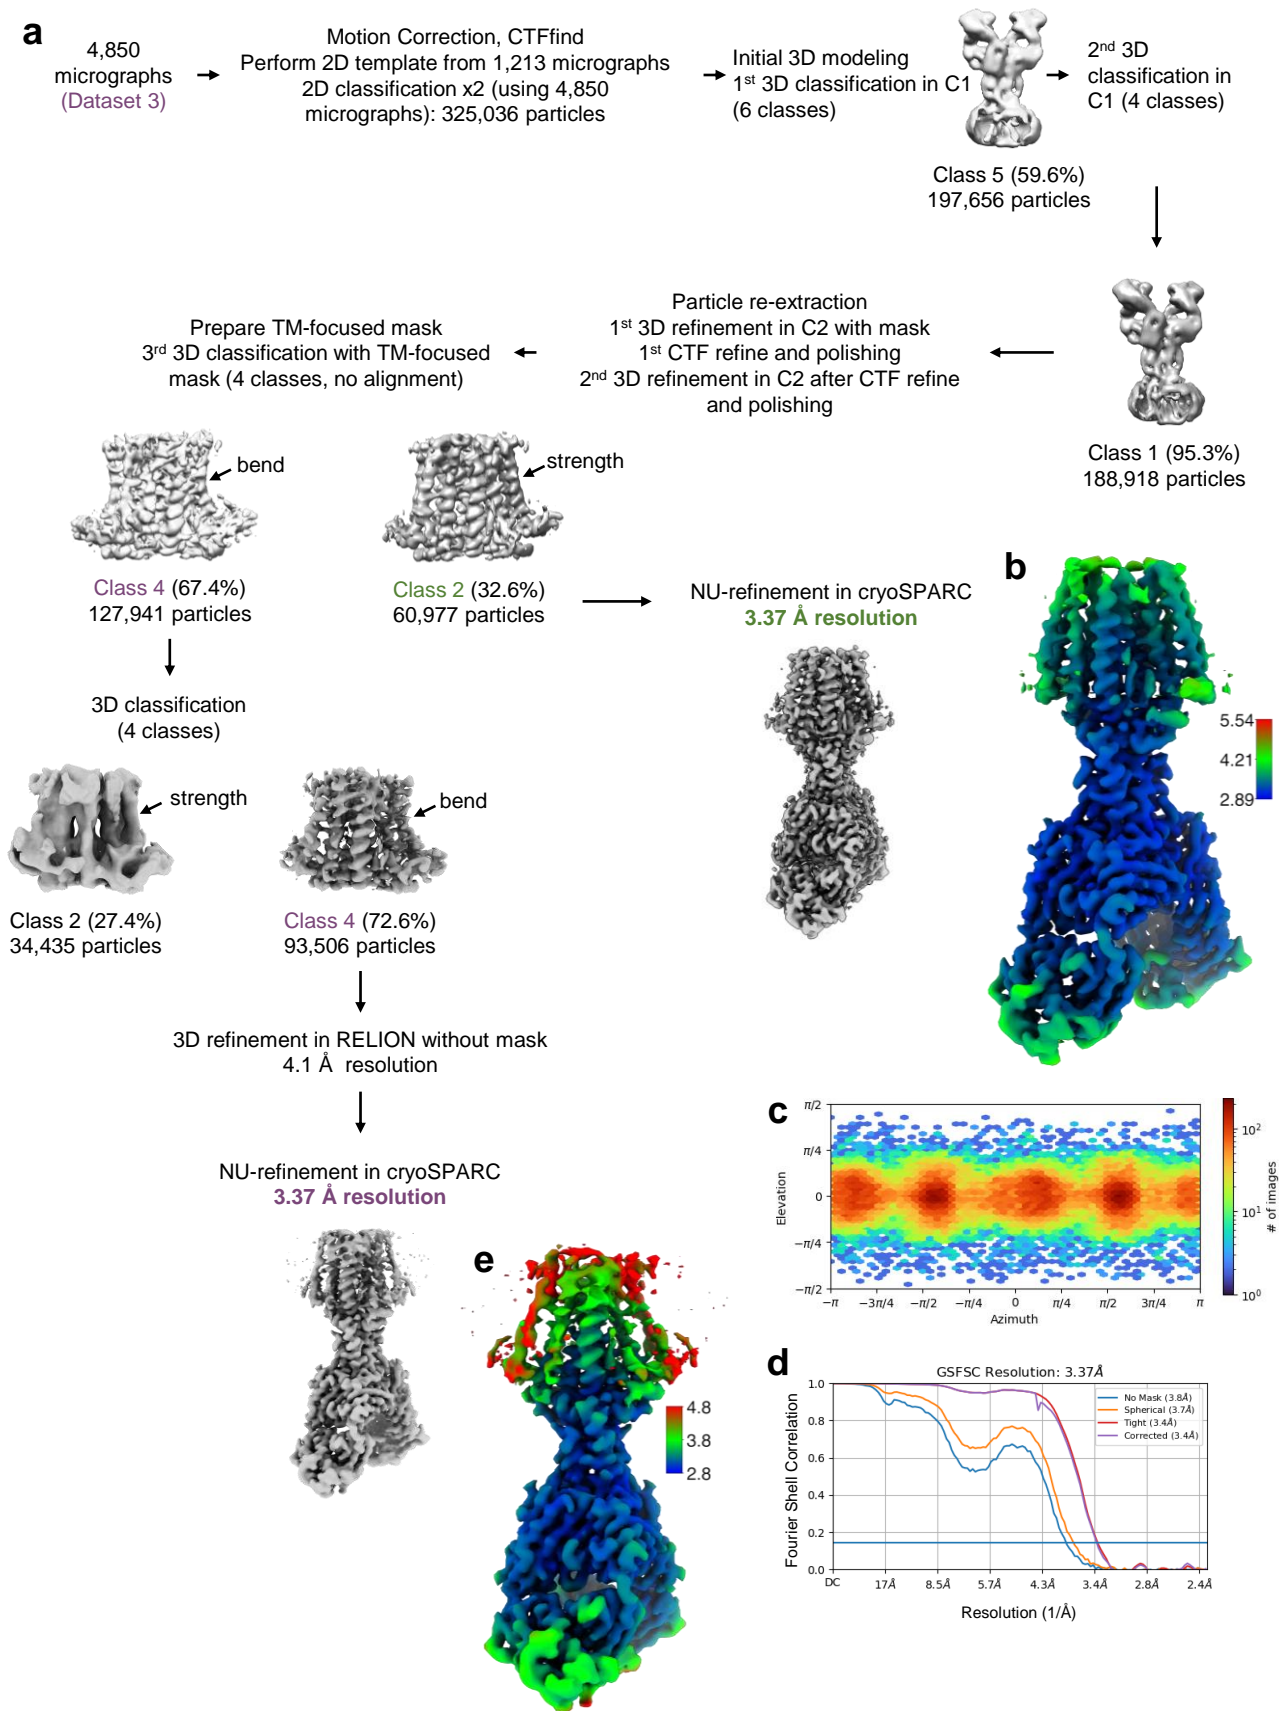 a
4,850
micrographs
(Dataset 3)
Motion Correction, CTFfind
Perform 2D template from 1,213 micrographs
2D classification x2 (using 4,850
micrographs): 325,036 particles
Initial 3D modeling
1st 3D classification in C1
(6 classes)
Class 5 (59.6%)
197,656 particles
2nd 3D
classification in
C1 (4 classes)
Class 1 (95.3%)
188,918 particles
Particle re-extraction
1st 3D refinement in C2 with mask
1st CTF refine and polishing
2nd 3D refinement in C2 after CTF refine
and polishing
Prepare TM-focused mask
3rd 3D classification with TM-focused
mask (4 classes, no alignment)
bend
strength
Class 4 (67.4%)
127,941 particles
Class 2 (32.6%)
60,977 particles
NU-refinement in cryoSPARC
3.37 Å resolution
3D classification
(4 classes)
strength
bend
Class 2 (27.4%)
34,435 particles
Class 4 (72.6%)
93,506 particles
3D refinement in RELION without mask
4.1 Å resolution
NU-refinement in cryoSPARC
3.37 Å resolution
b
5.54
4.21
2.89
c
π/2
π/4
0
−π/4
−π/2
Elevation
−π −3π/4 −π/2 −π/4 0 π/4 π/2 3π/4 π
Azimuth
10²
10¹
10⁰
# of images
d
GSFSC Resolution: 3.37Å
1.0
0.8
0.6
0.4
0.2
0.0
Fourier Shell Correlation
No Mask (3.8Å)
Spherical (3.7Å)
Tight (3.4Å)
Corrected (3.4Å)
DC 17Å 8.5Å 5.7Å 4.3Å 3.4Å 2.8Å 2.4Å
Resolution (1/Å)
e
4.8
3.8
2.8